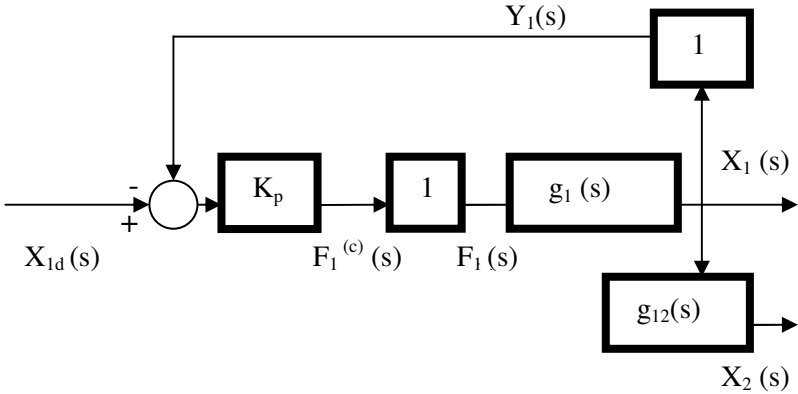 Y₁(s)
1
X₁ (s)
-
+
Kₚ
1
g₁ (s)
X₁d (s)
F₁ ⁽ᶜ⁾ (s)
F₁ (s)
g₁₂(s)
X₂ (s)